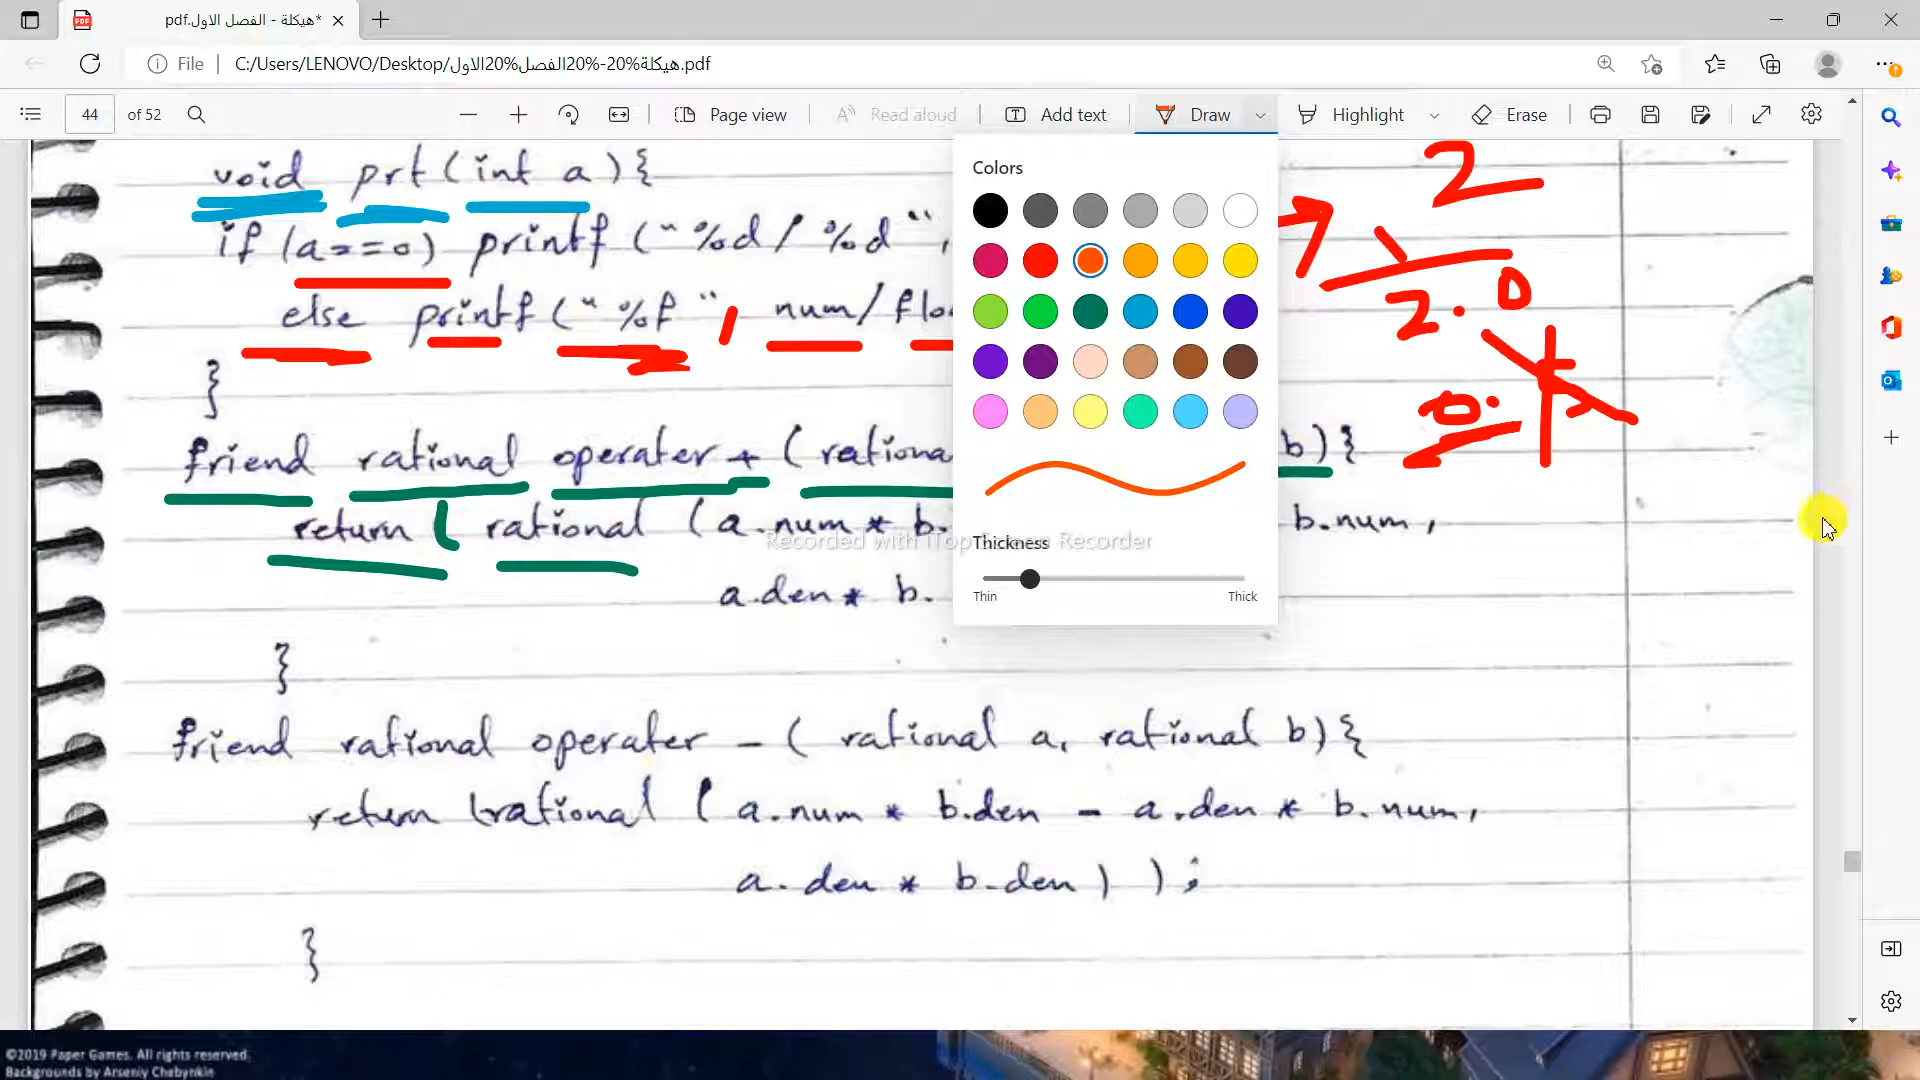 هيكلة - الفصل الاول.pdf*
File C:/Users/LENOVO/Desktop/هيكلة%20-%20الفصل%20الاول.pdf
44 of 52 Page view Read aloud Add text Draw Highlight Erase
Colors
Thickness
Thin Thick
void prt(int a){
if (a==0) printf("%d/ %d",
else printf("%f", num/floa
}
friend rational operater + ( rationa b){
return ( rational (a.num * b. b.num,
a.den * b.
}
friend rational operater - ( rational a, rational b){
return (rational ( a.num * b.den - a.den * b.num,
a.den * b.den ) ) ;
}
2
2.0
0.
Recorded with iTop Screen Recorder
©2019 Paper Games. All rights reserved.
Backgrounds by Arseniy Chebynkin